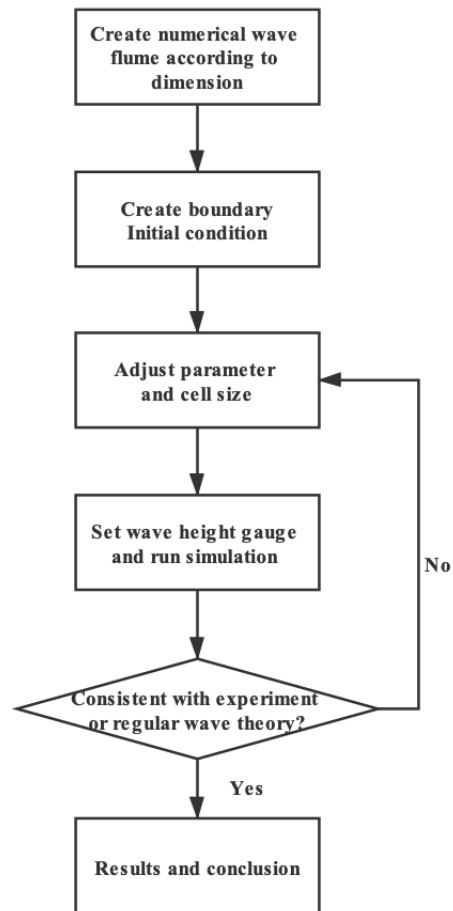 Create numerical wave
flume according to
dimension
Create boundary
Initial condition
Adjust parameter
and cell size
Set wave height gauge
and run simulation
No
Consistent with experiment
or regular wave theory?
Yes
Results and conclusion